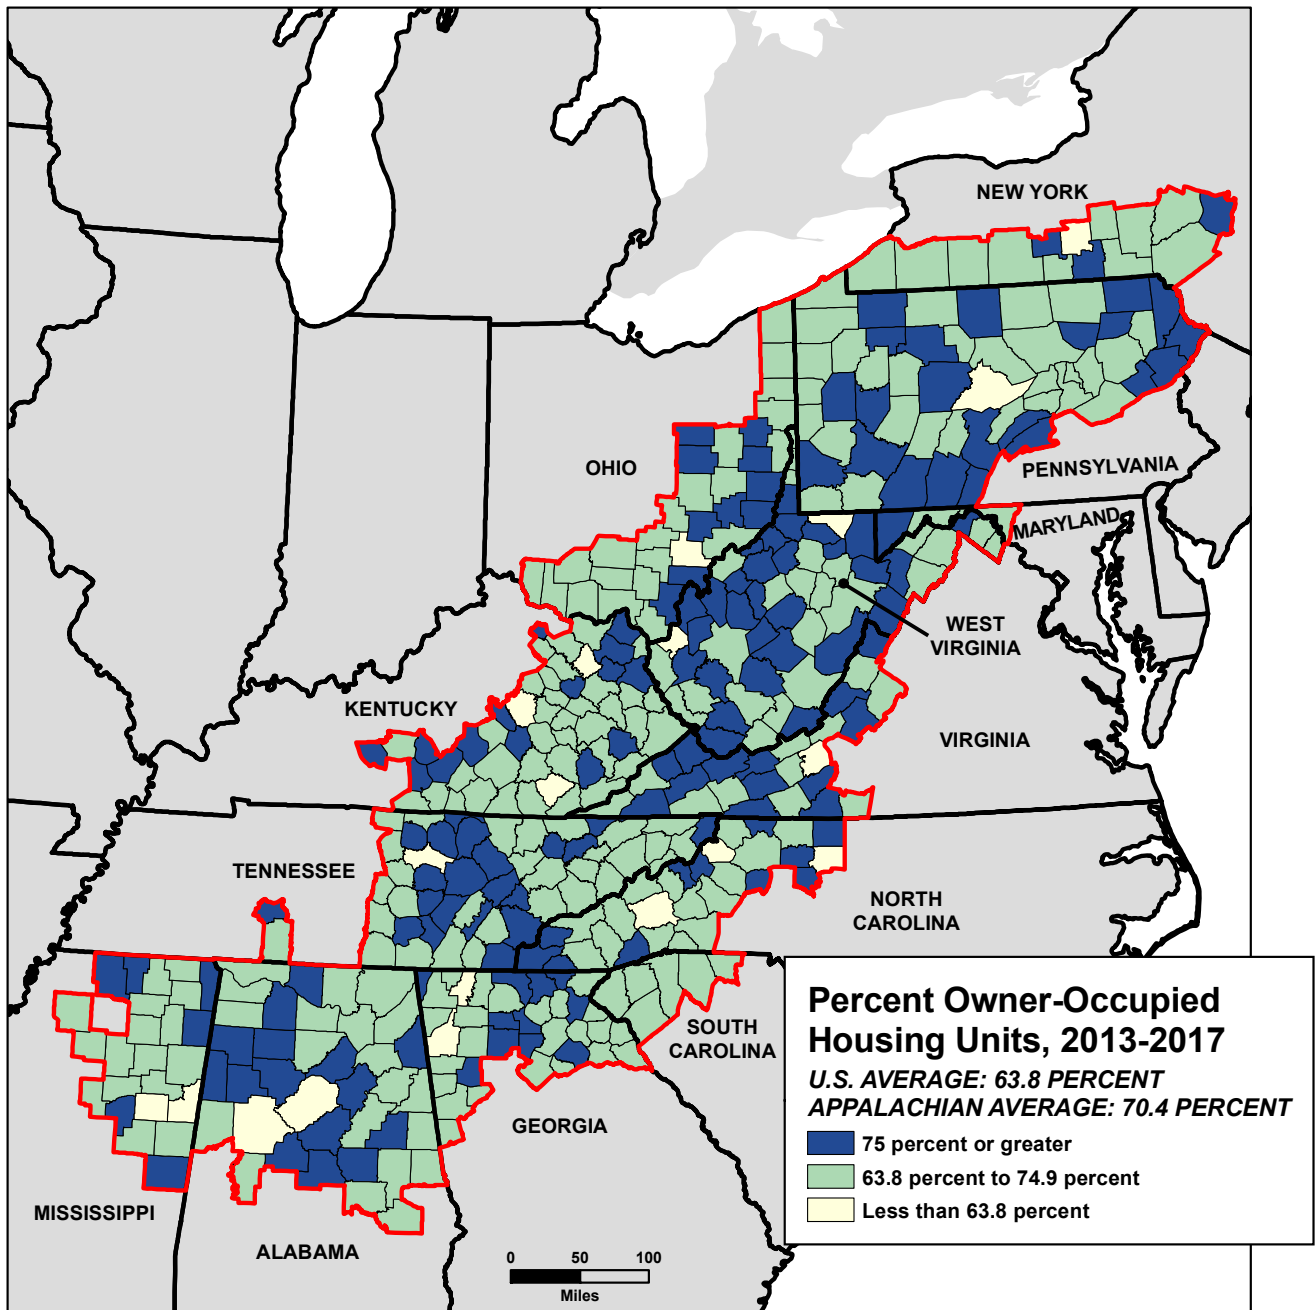 NEW YORK
OHIO
PENNSYLVANIA
MARYLAND
WEST
VIRGINIA
KENTUCKY
VIRGINIA
TENNESSEE
NORTH
CAROLINA
SOUTH
CAROLINA
GEORGIA
MISSISSIPPI
ALABAMA
Percent Owner-Occupied
Housing Units, 2013-2017
U.S. AVERAGE: 63.8 PERCENT
APPALACHIAN AVERAGE: 70.4 PERCENT
75 percent or greater
63.8 percent to 74.9 percent
Less than 63.8 percent
0 50 100
Miles